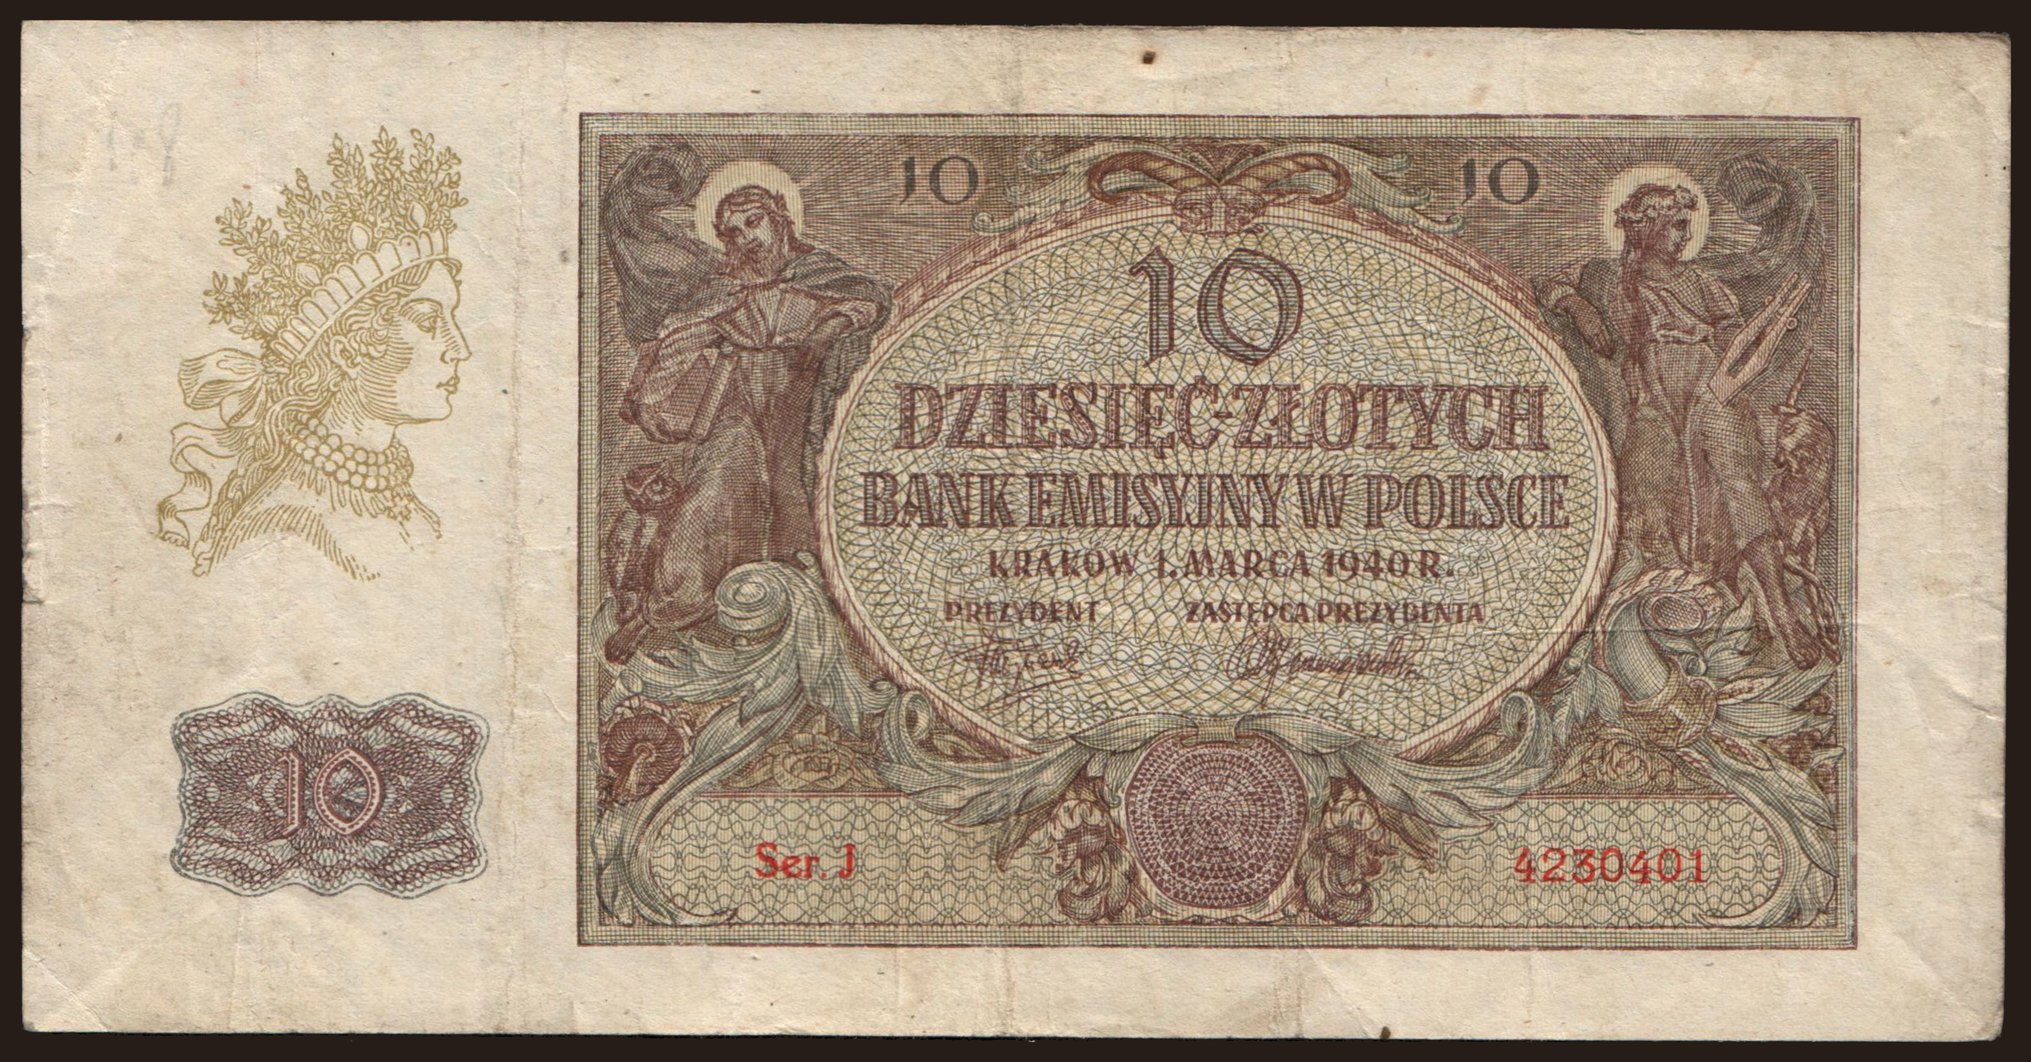 10 10
10
DZIESIĘĆ-ZŁOTYCH
BANK EMISYJNY W POLSCE
KRAKÓW 1. MARCA 1940 R.
PREZYDENT ZASTĘPCA PREZYDENTA
10
Ser. J 4230401